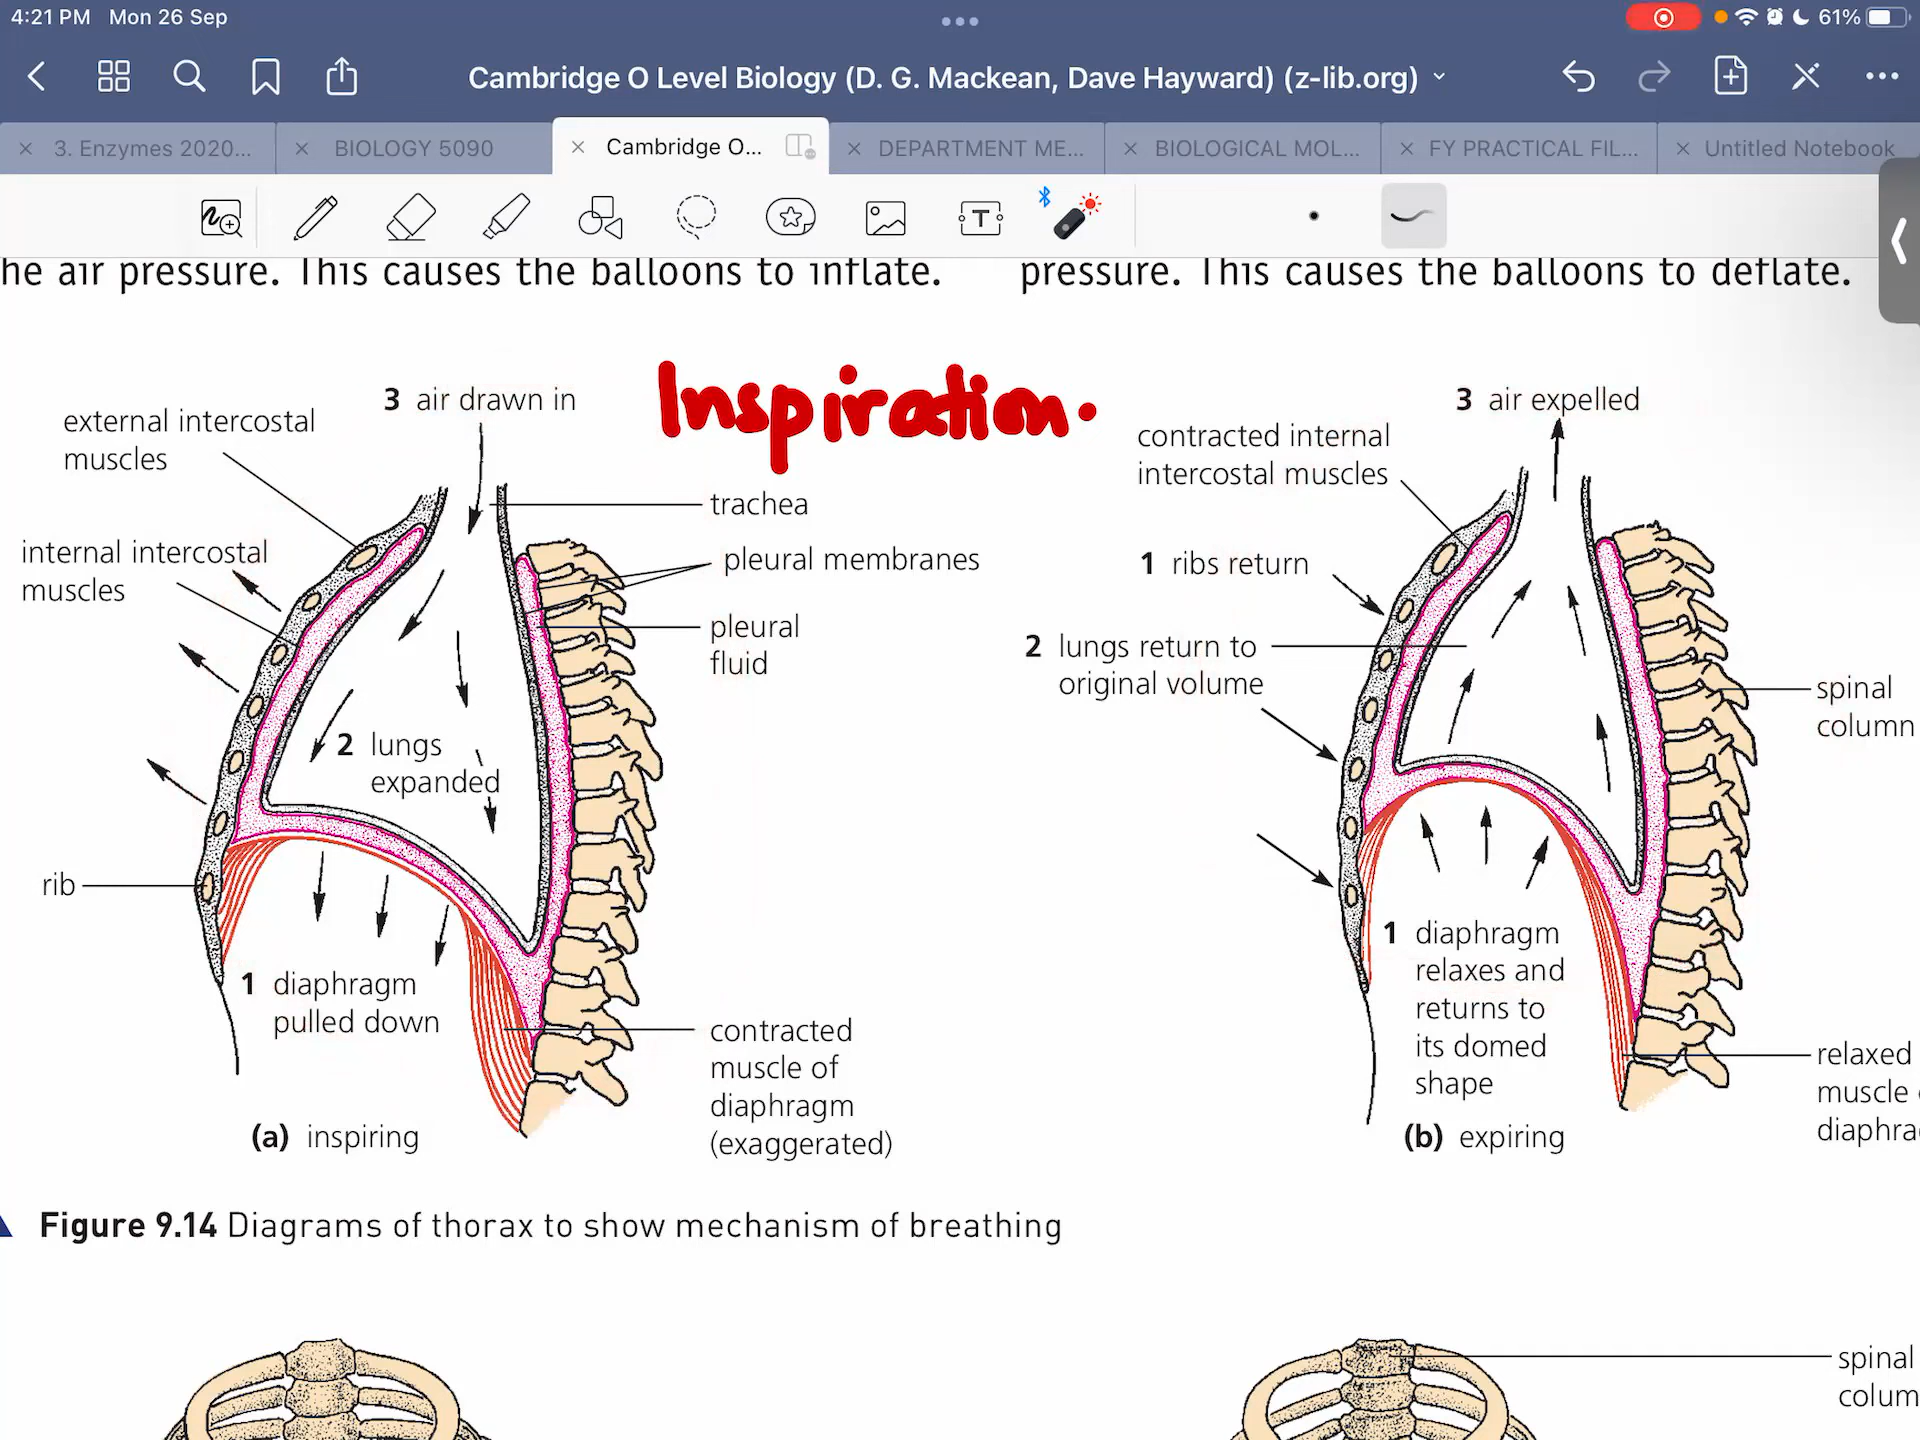 4:21 PM Mon 26 Sep
61%
Cambridge O Level Biology (D. G. Mackean, Dave Hayward) (z-lib.org)
3. Enzymes 2020...
BIOLOGY 5090
Cambridge O...
DEPARTMENT ME...
BIOLOGICAL MOL...
FY PRACTICAL FIL...
Untitled Notebook
he air pressure. This causes the balloons to inflate.
pressure. This causes the balloons to deflate.
Inspiration.
3 air drawn in
external intercostal
muscles
trachea
internal intercostal
muscles
pleural membranes
pleural
fluid
2 lungs
expanded
rib
1 diaphragm
pulled down
contracted
muscle of
diaphragm
(exaggerated)
(a) inspiring
3 air expelled
contracted internal
intercostal muscles
1 ribs return
2 lungs return to
original volume
spinal
column
1 diaphragm
relaxes and
returns to
its domed
shape
relaxed
muscle
diaphra
(b) expiring
Figure 9.14 Diagrams of thorax to show mechanism of breathing
spinal
colum